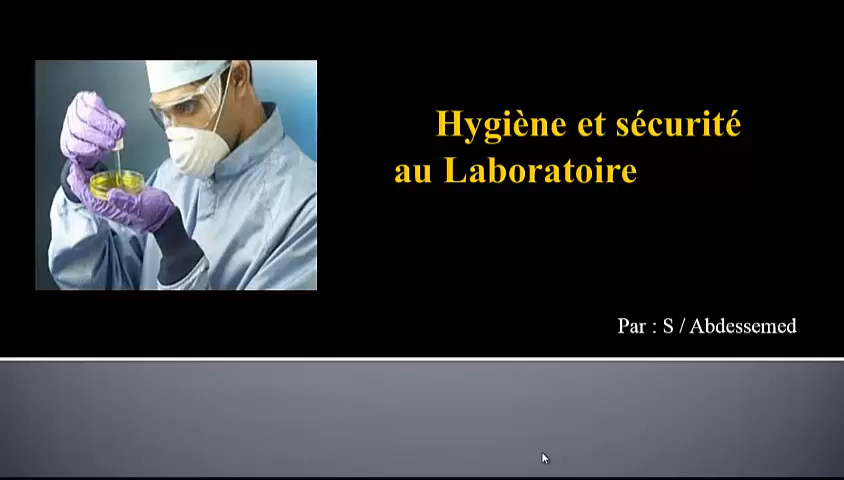 Hygiène et sécurité
au Laboratoire
Par : S / Abdessemed